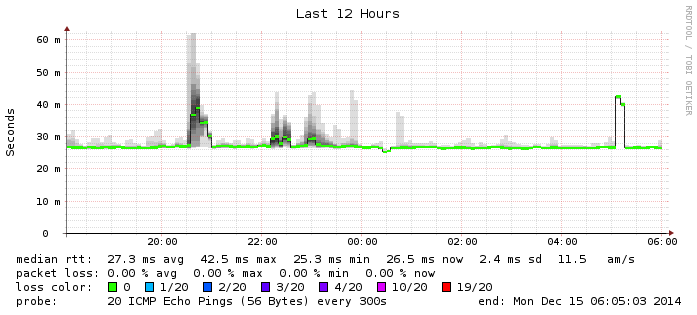 Last 12 Hours
RRDTOOL / TOBI OETIKER
Seconds
60 m
50 m
40 m
30 m
20 m
10 m
0
20:00 22:00 00:00 02:00 04:00 06:00
median rtt: 27.3 ms avg 42.5 ms max 25.3 ms min 26.5 ms now 2.4 ms sd 11.5 am/s
packet loss: 0.00 % avg 0.00 % max 0.00 % min 0.00 % now
loss color: 0 1/20 2/20 3/20 4/20 10/20 19/20
probe: 20 ICMP Echo Pings (56 Bytes) every 300s end: Mon Dec 15 06:05:03 2014